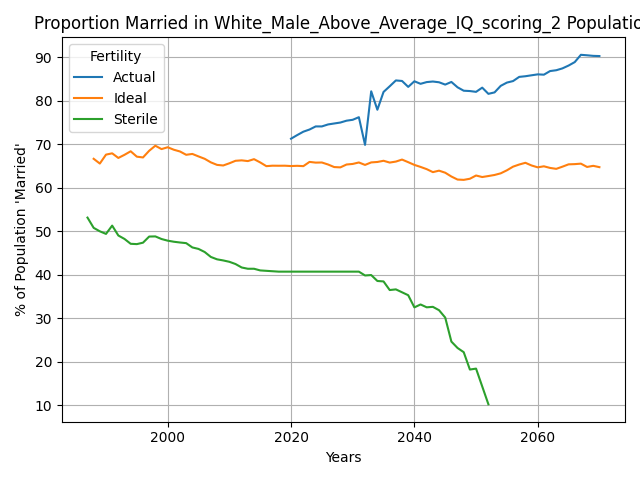 Proportion Married in White_Male_Above_Average_IQ_scoring_2 Populatio
Fertility
Actual
Ideal
Sterile
% of Population 'Married'
90
80
70
60
50
40
30
20
10
2000 2020 2040 2060
Years